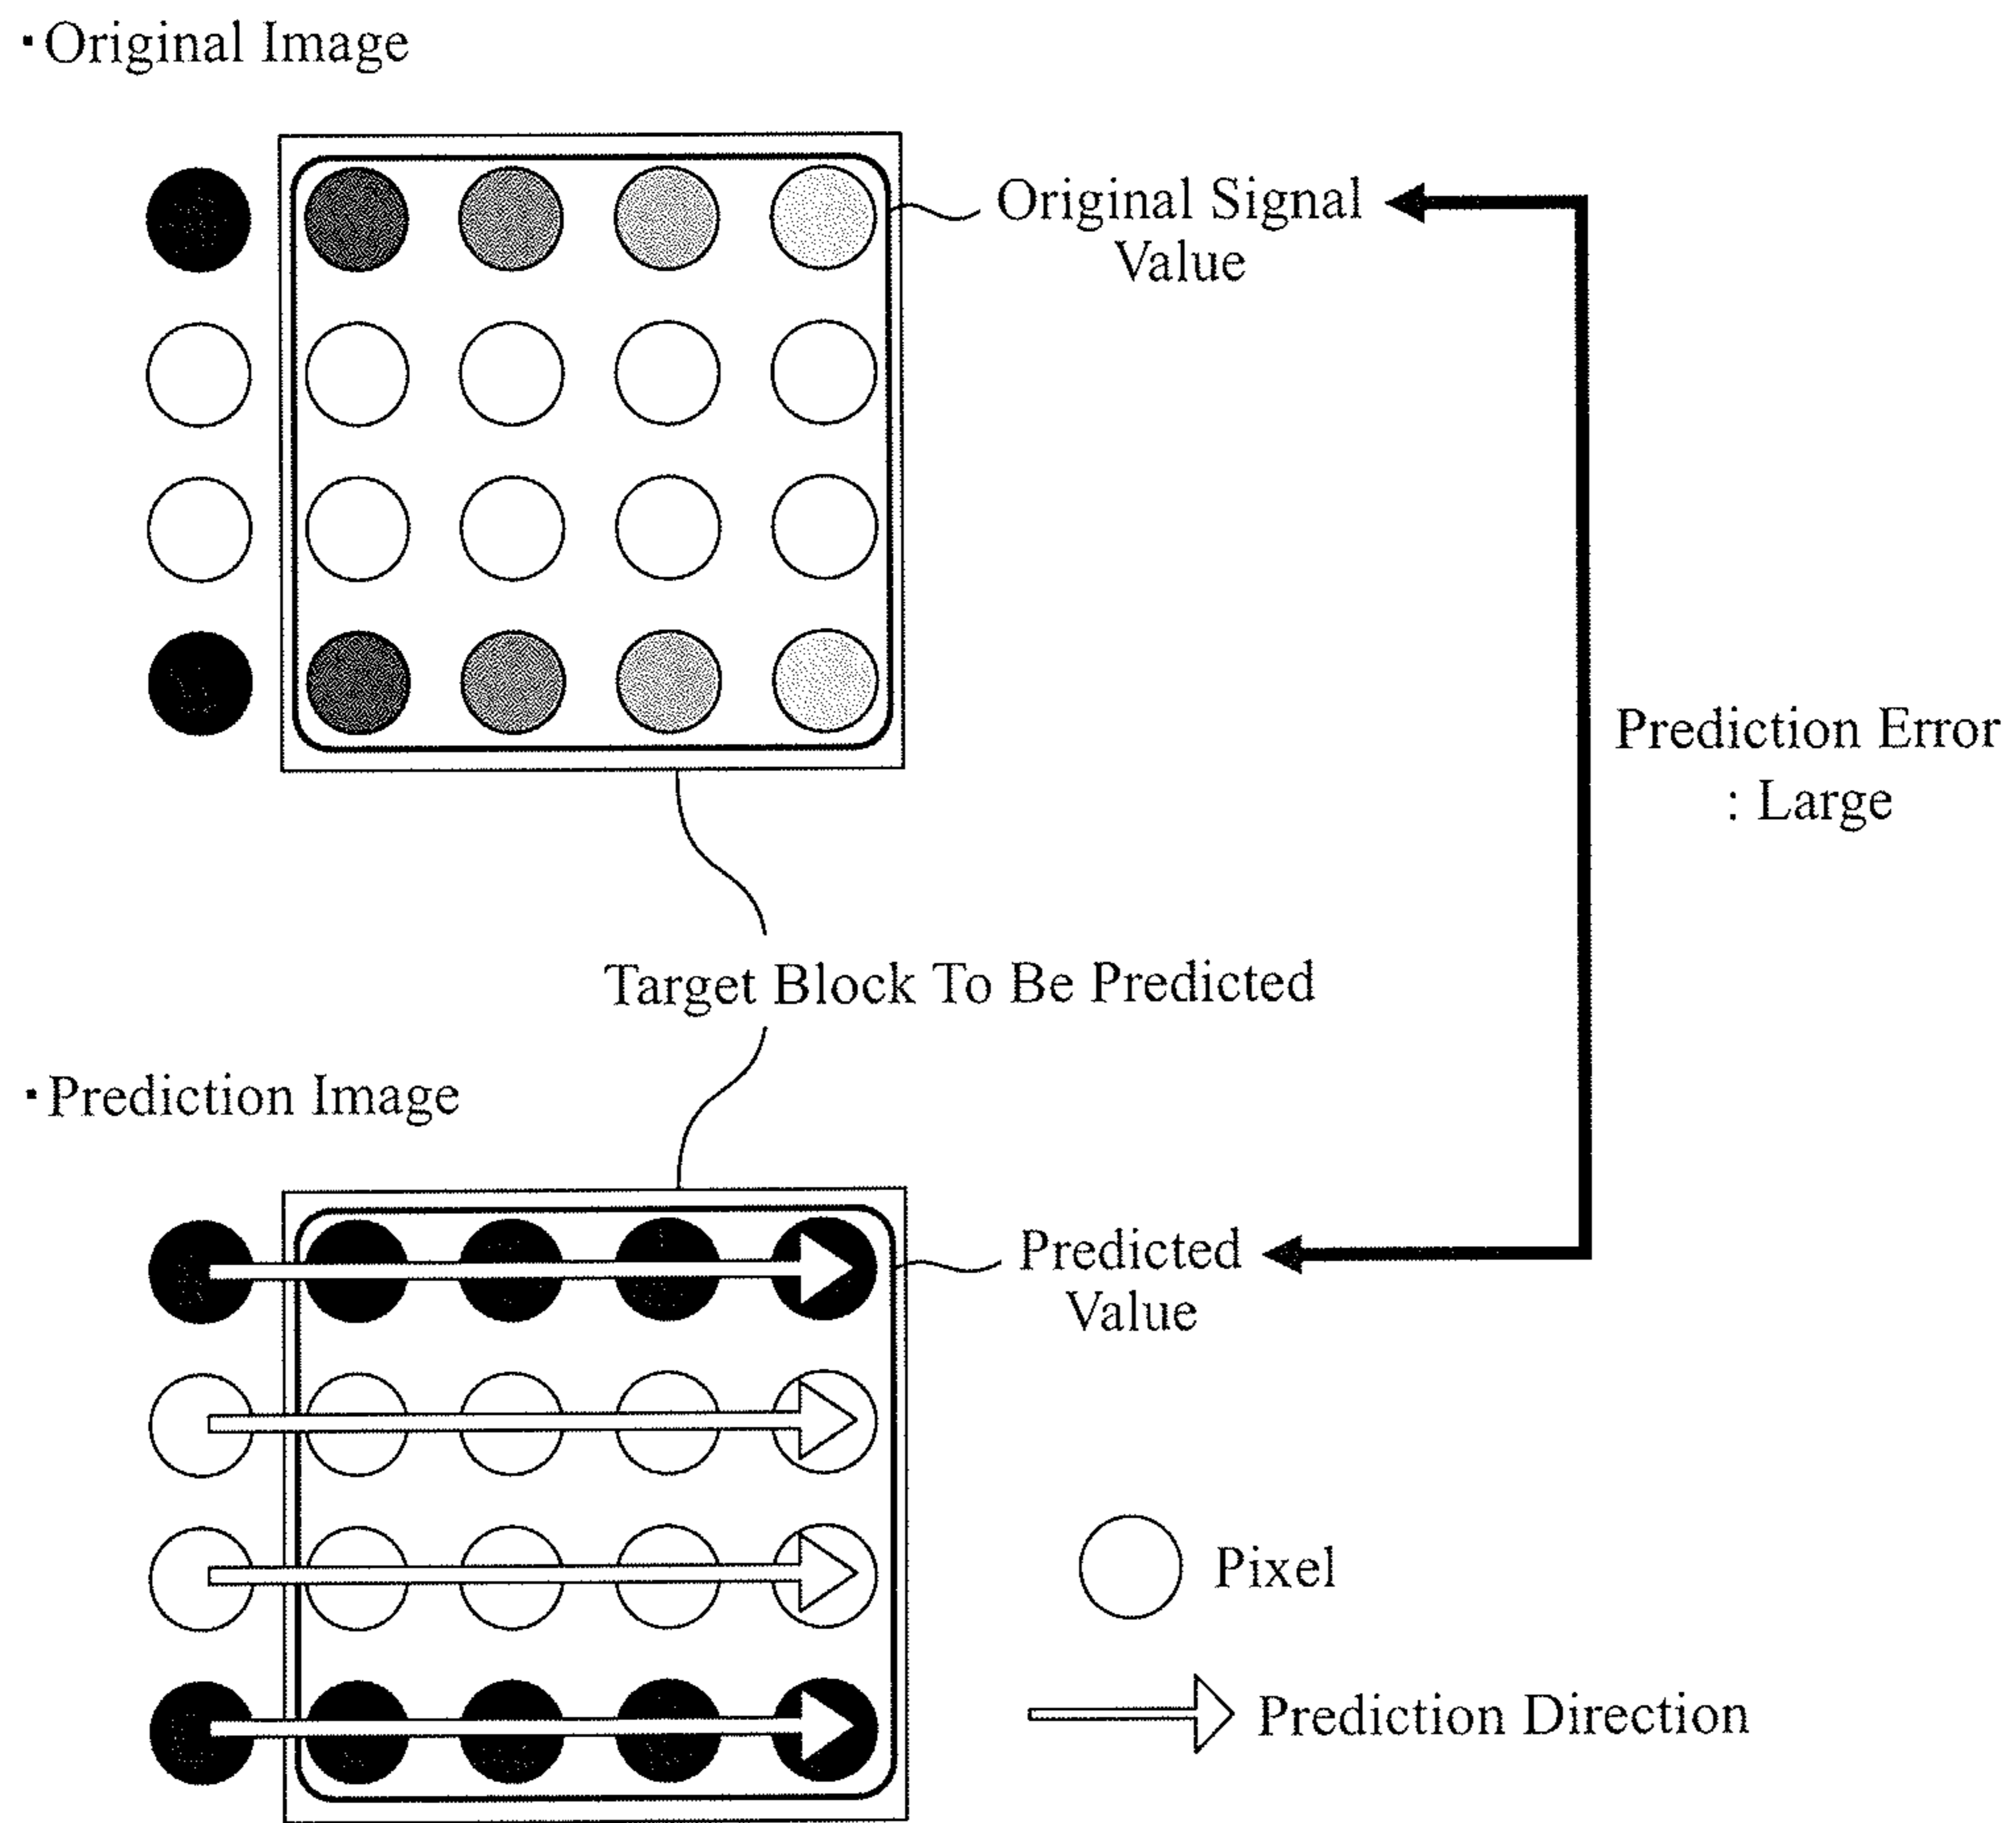 ・Original Image
Original Signal
Value
Prediction Error
: Large
Target Block To Be Predicted
・Prediction Image
Predicted
Value
Pixel
Prediction Direction